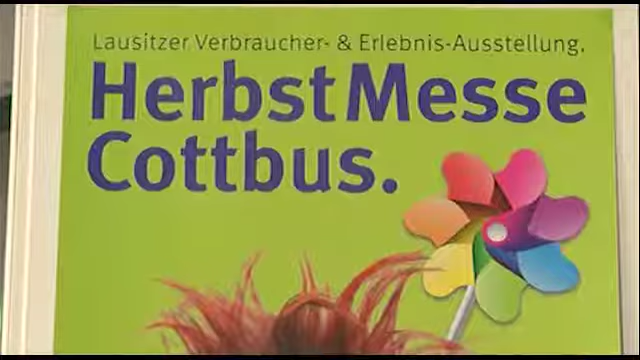 Lausitzer Verbraucher- & Erlebnis-Ausstellung.
HerbstMesse
Cottbus.